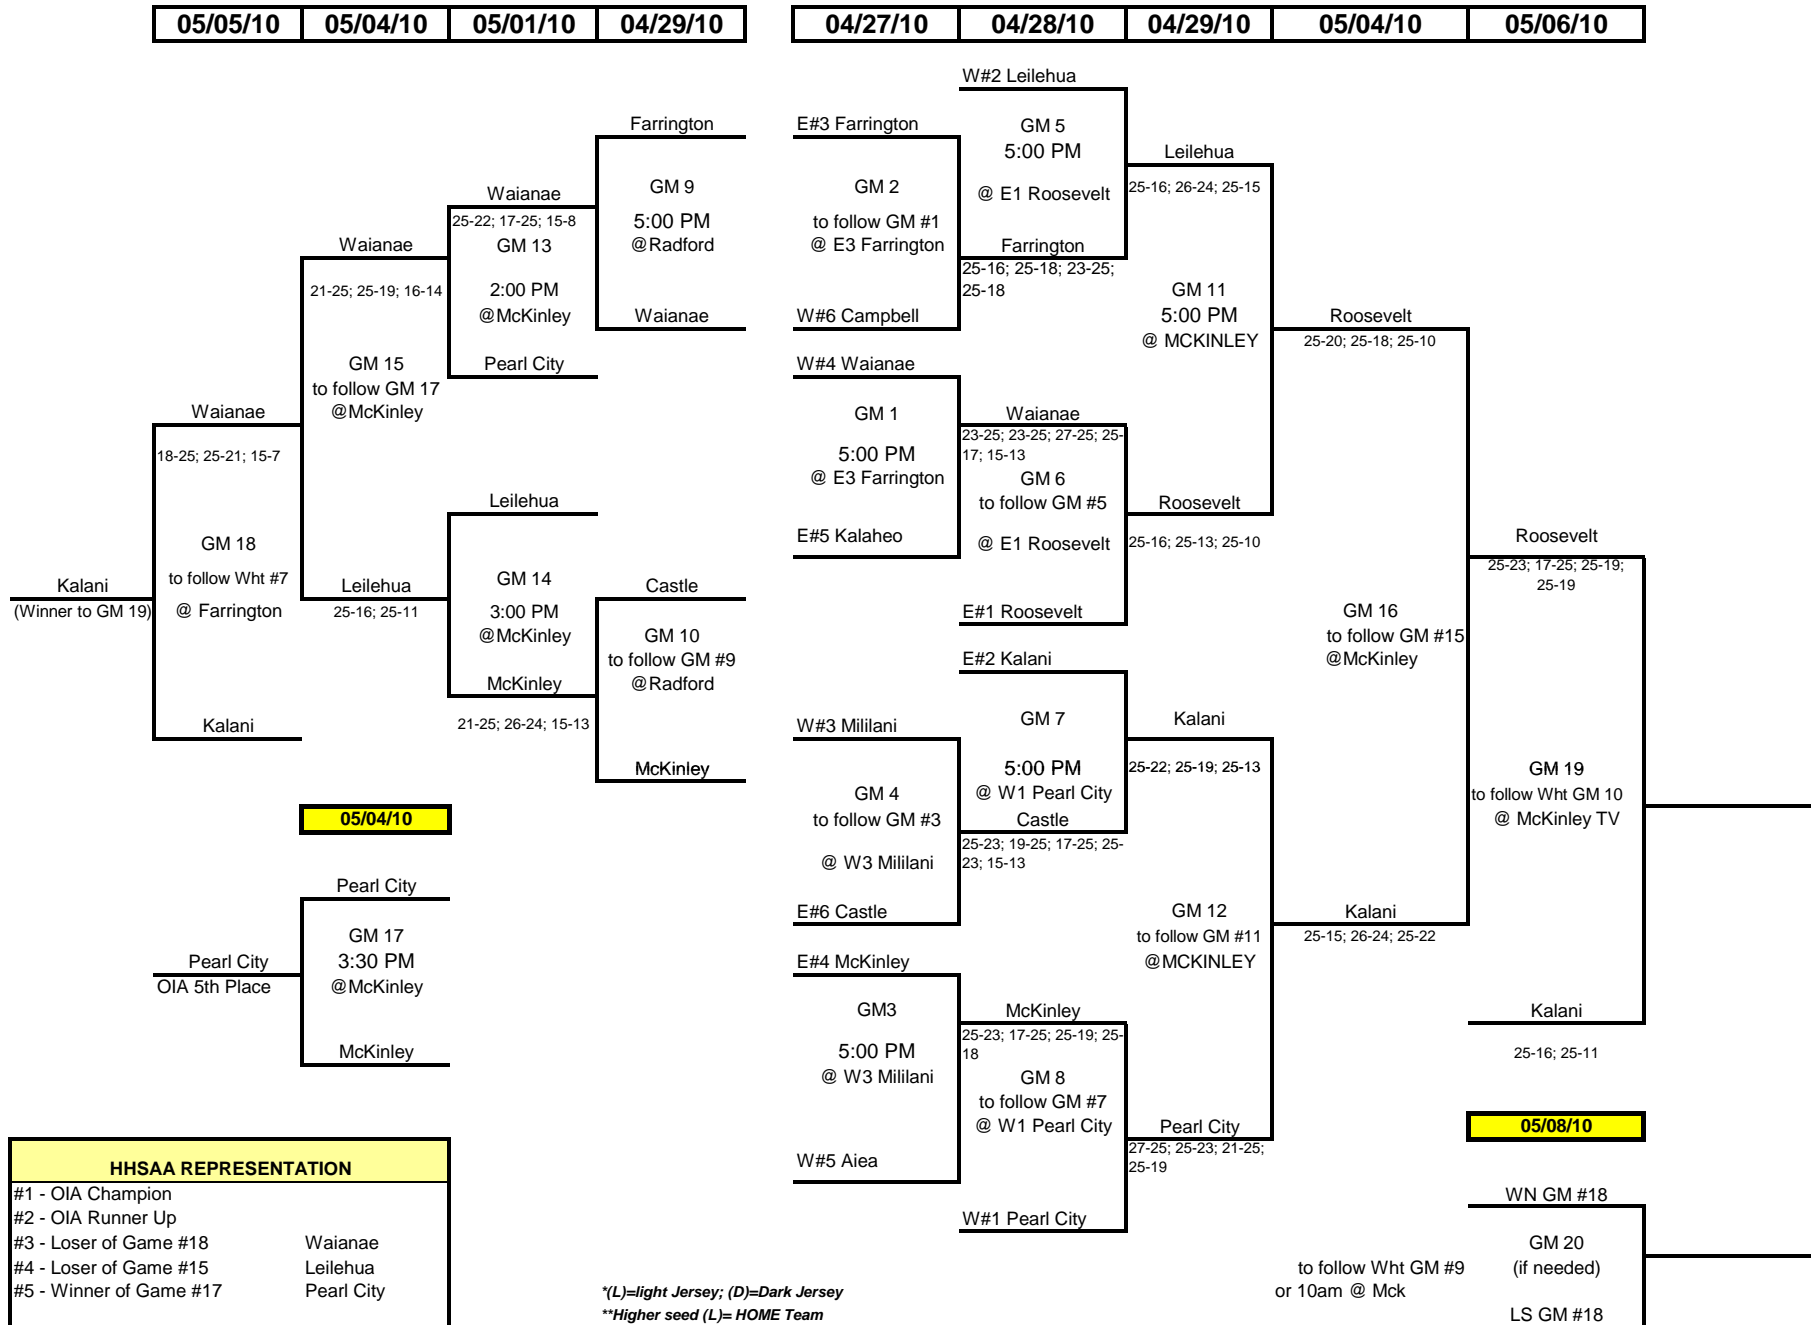 05/05/10 05/04/10 05/01/10 04/29/10 04/27/10 04/28/10 04/29/10 05/04/10 05/06/10
Farrington
GM 9
5:00 PM
@Radford
Waianae
Waianae
25-22; 17-25; 15-8
GM 13
2:00 PM
@McKinley
Pearl City
Waianae
21-25; 25-19; 16-14
GM 15
to follow GM 17
@McKinley
Waianae
18-25; 25-21; 15-7
GM 18
to follow Wht #7
@ Farrington
Kalani
Kalani
(Winner to GM 19)
Leilehua
GM 14
3:00 PM
@McKinley
Leilehua
25-16; 25-11
McKinley
21-25; 26-24; 15-13
Castle
GM 10
to follow GM #9
@Radford
McKinley
05/04/10
Pearl City
GM 17
3:30 PM
@McKinley
McKinley
Pearl City
OIA 5th Place
HHSAA REPRESENTATION
#1 - OIA Champion
#2 - OIA Runner Up
#3 - Loser of Game #18 Waianae
#4 - Loser of Game #15 Leilehua
#5 - Winner of Game #17 Pearl City
*(L)=light Jersey; (D)=Dark Jersey
**Higher seed (L)= HOME Team
E#3 Farrington
GM 2
to follow GM #1
@ E3 Farrington
W#6 Campbell
W#4 Waianae
GM 1
5:00 PM
@ E3 Farrington
E#5 Kalaheo
W#3 Mililani
GM 4
to follow GM #3
@ W3 Mililani
E#6 Castle
E#4 McKinley
GM3
5:00 PM
@ W3 Mililani
W#5 Aiea
W#2 Leilehua
GM 5
5:00 PM
@ E1 Roosevelt
Farrington
25-16; 25-18; 23-25;
25-18
Waianae
23-25; 23-25; 27-25; 25-
17; 15-13
GM 6
to follow GM #5
@ E1 Roosevelt
E#1 Roosevelt
E#2 Kalani
GM 7
5:00 PM
@ W1 Pearl City
Castle
25-23; 19-25; 17-25; 25-
23; 15-13
McKinley
25-23; 17-25; 25-19; 25-
18
GM 8
to follow GM #7
@ W1 Pearl City
W#1 Pearl City
Leilehua
25-16; 26-24; 25-15
GM 11
5:00 PM
@ MCKINLEY
Roosevelt
25-16; 25-13; 25-10
Kalani
25-22; 25-19; 25-13
GM 12
to follow GM #11
@MCKINLEY
Pearl City
27-25; 25-23; 21-25;
25-19
Roosevelt
25-20; 25-18; 25-10
GM 16
to follow GM #15
@McKinley
Kalani
25-15; 26-24; 25-22
Roosevelt
25-23; 17-25; 25-19;
25-19
GM 19
to follow Wht GM 10
@ McKinley TV
Kalani
25-16; 25-11
05/08/10
WN GM #18
GM 20
(if needed)
to follow Wht GM #9
or 10am @ Mck
LS GM #18